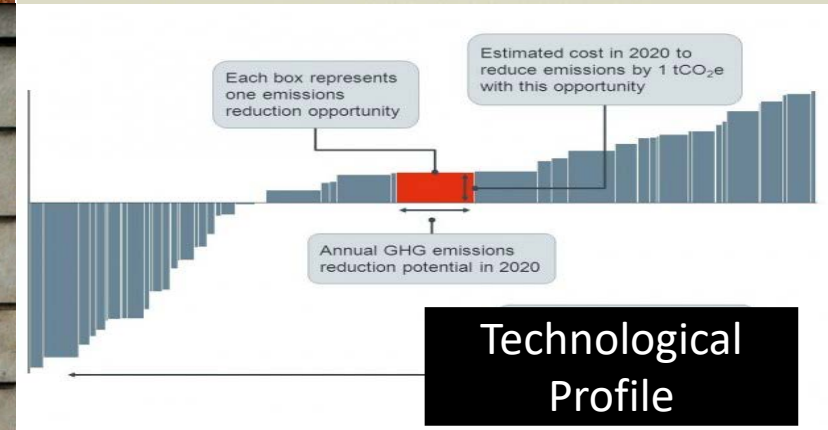 Estimated cost in 2020 to
reduce emissions by 1 tCO₂e
with this opportunity
Each box represents
one emissions
reduction opportunity
Annual GHG emissions
reduction potential in 2020
Technological
Profile